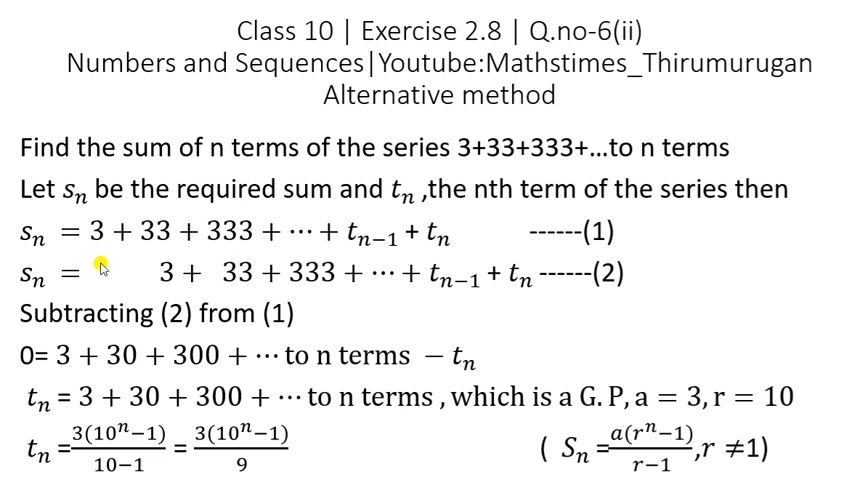 Class 10 | Exercise 2.8 | Q.no-6(ii)
Numbers and Sequences|Youtube:Mathstimes_Thirumurugan
Alternative method
Find the sum of n terms of the series 3+33+333+...to n terms
Let sₙ be the required sum and tₙ ,the nth term of the series then
sₙ = 3 + 33 + 333 + ⋯ + tₙ₋₁ + tₙ ------(1)
sₙ = 3 + 33 + 333 + ⋯ + tₙ₋₁ + tₙ ------(2)
Subtracting (2) from (1)
0= 3 + 30 + 300 + ⋯ to n terms − tₙ
tₙ = 3 + 30 + 300 + ⋯ to n terms , which is a G. P, a = 3, r = 10
tₙ = 3(10ⁿ−1)/10−1 = 3(10ⁿ−1)/9 ( Sₙ = a(rⁿ−1)/r−1 ,r ≠1)